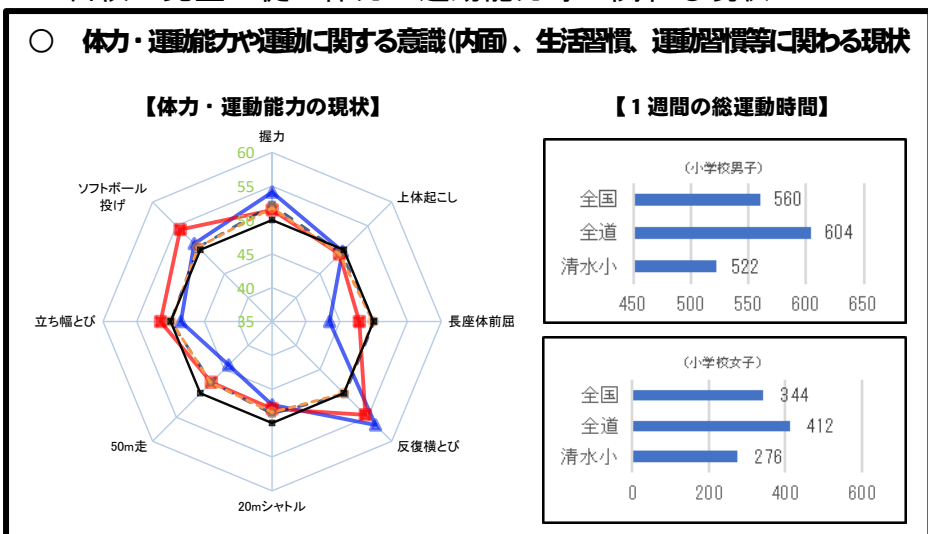 ○ 体力・運動能力や運動に関する意識(内面)、生活習慣、運動習慣等に関わる現状
【体力・運動能力の現状】
握力
上体起こし
長座体前屈
反復横とび
20mシャトル
50m走
立ち幅とび
ソフトボール
投げ
60
55
50
45
40
35
【1週間の総運動時間】
(小学校男子)
全国 560
全道 604
清水小 522
450 500 550 600 650
(小学校女子)
全国 344
全道 412
清水小 276
0 200 400 600